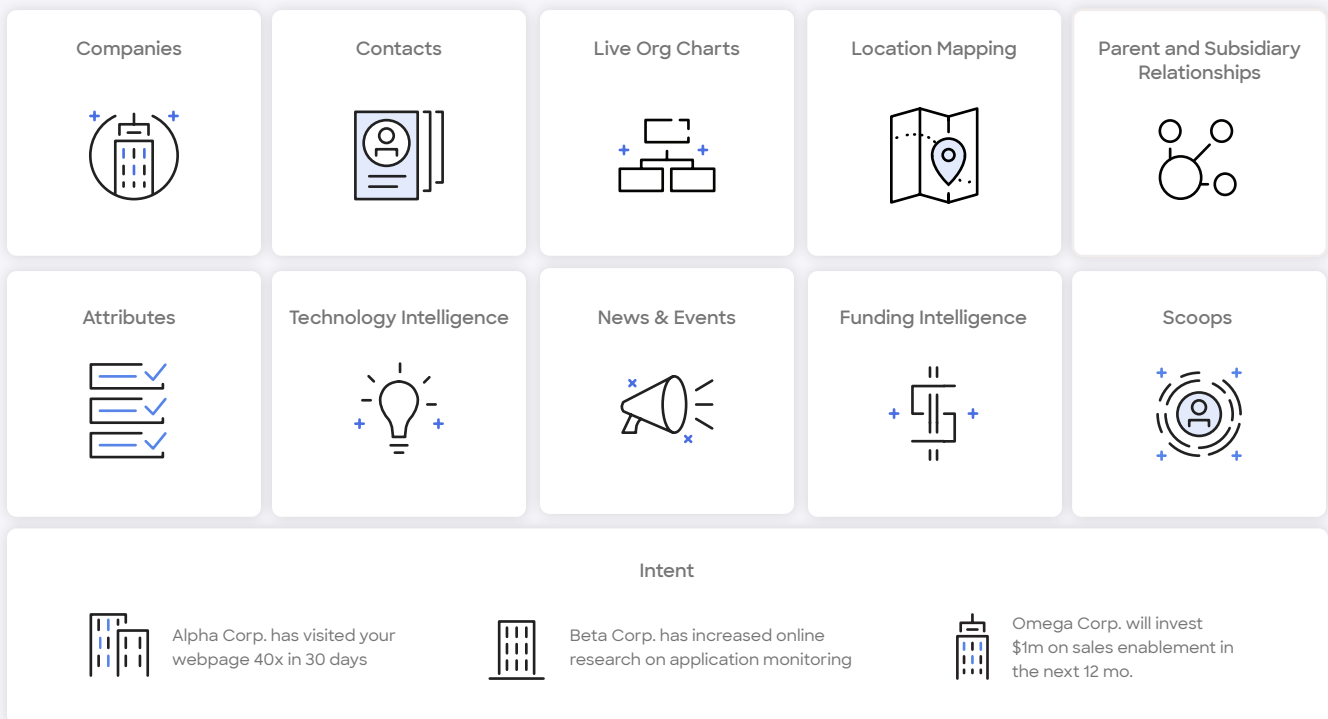 Companies
Contacts
Live Org Charts
Location Mapping
Parent and Subsidiary
Relationships
Attributes
Technology Intelligence
News & Events
Funding Intelligence
Scoops
Intent
Alpha Corp. has visited your
webpage 40x in 30 days
Beta Corp. has increased online
research on application monitoring
Omega Corp. will invest
$1m on sales enablement in
the next 12 mo.